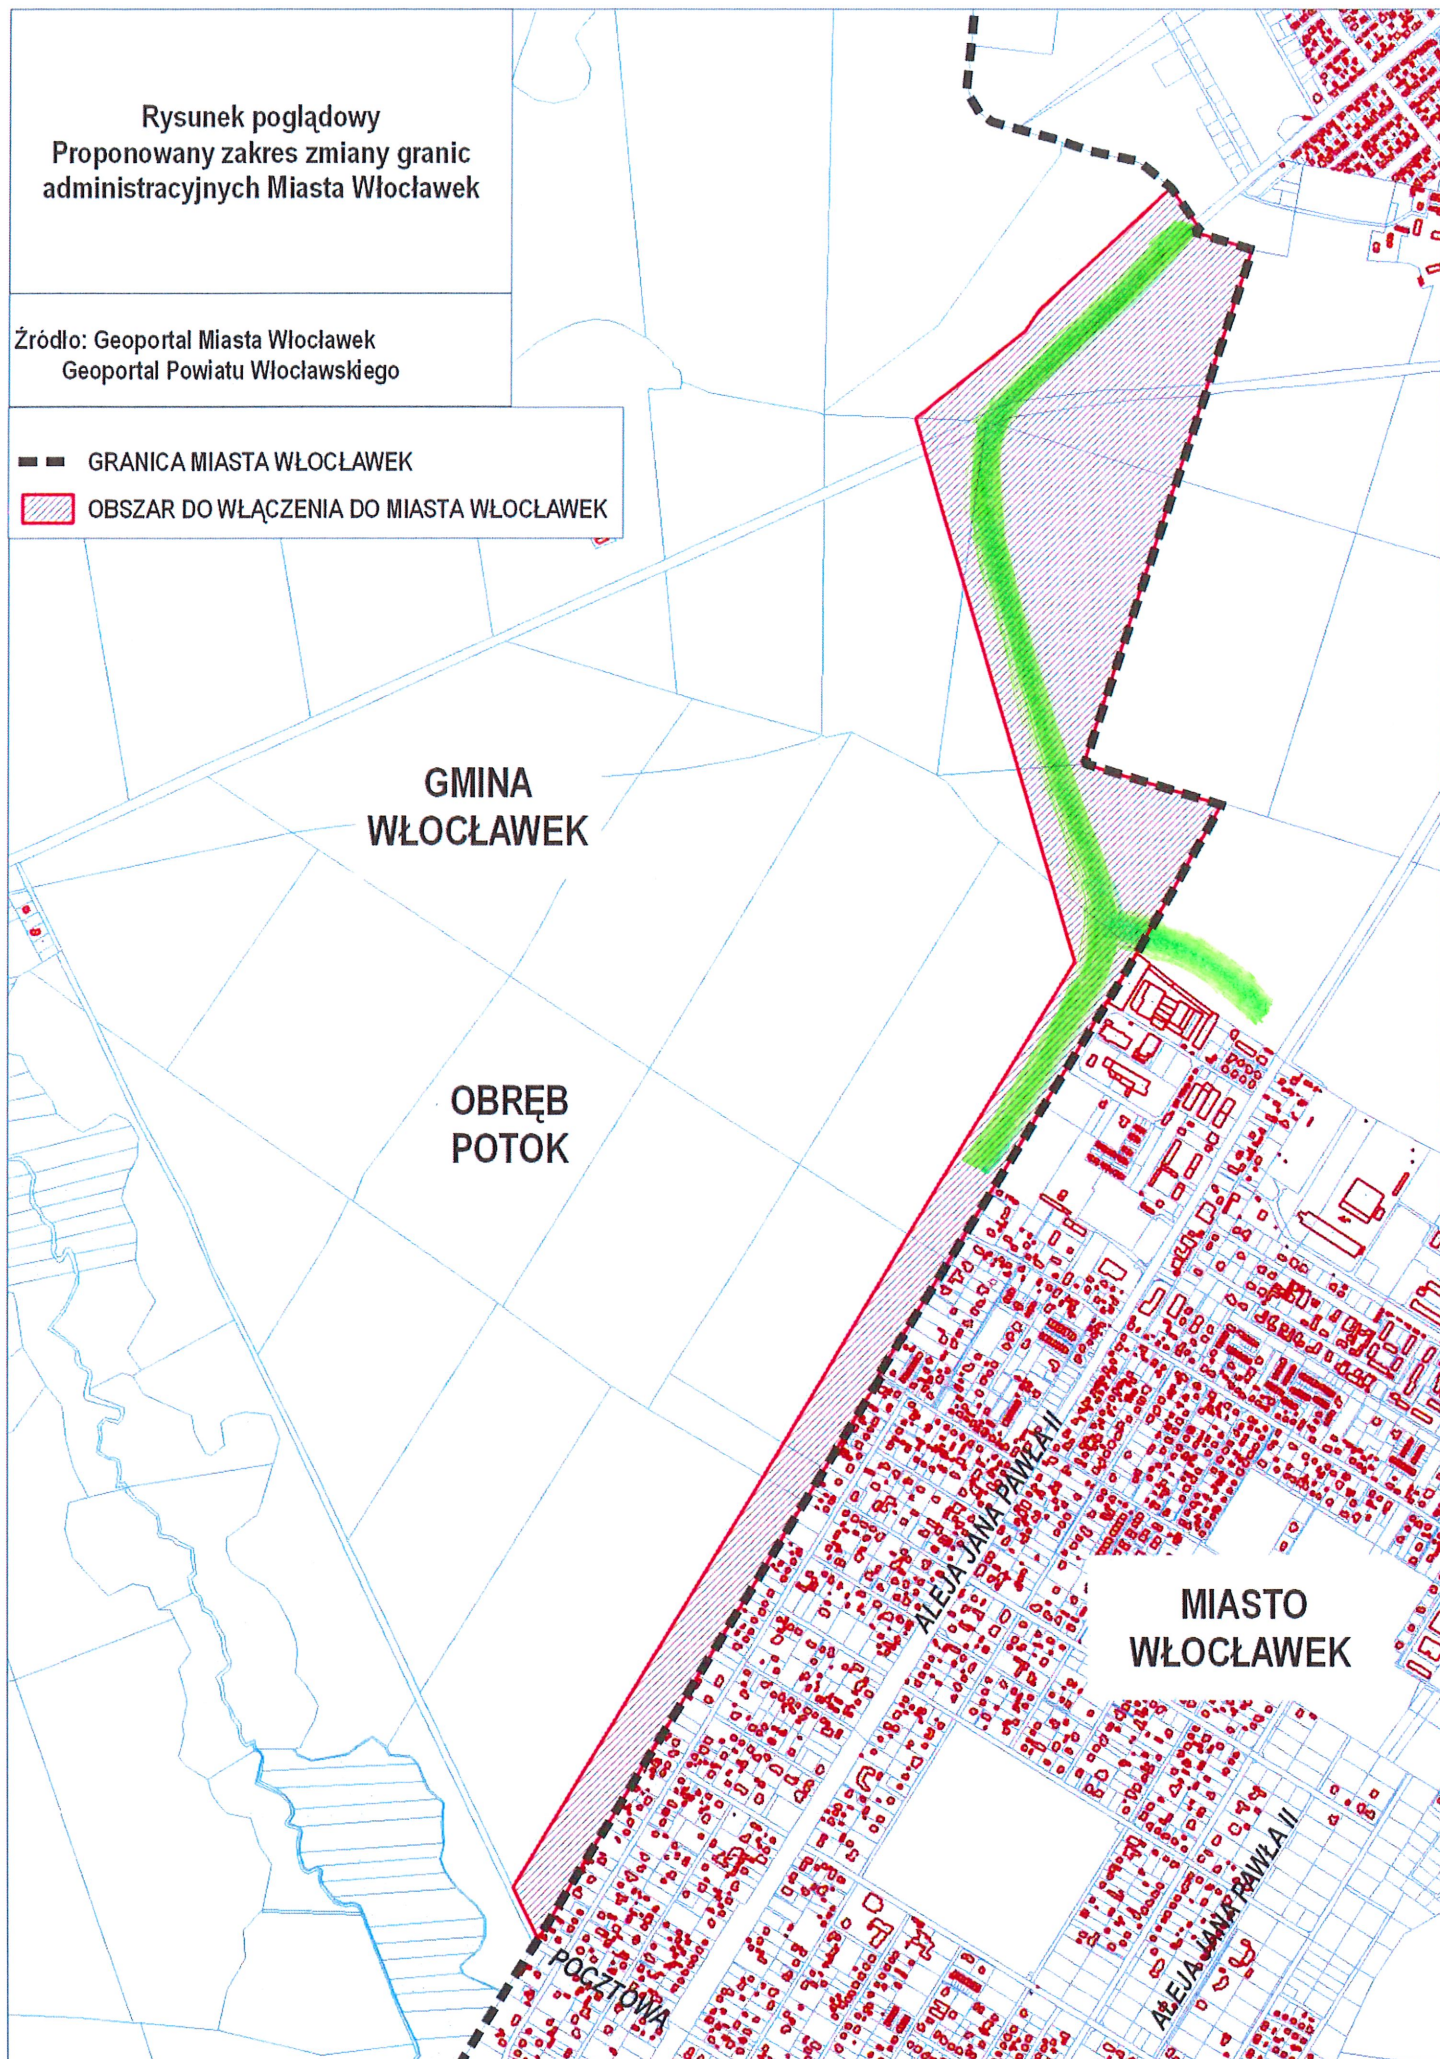 Rysunek poglądowy
Proponowany zakres zmiany granic
administracyjnych Miasta Włocławek
Źródło: Geoportal Miasta Włocławek
Geoportal Powiatu Włocławskiego
GRANICA MIASTA WŁOCŁAWEK
OBSZAR DO WŁĄCZENIA DO MIASTA WŁOCŁAWEK
GMINA
WŁOCŁAWEK
OBRĘB
POTOK
ALEJA JANA PAWŁA II
MIASTO
WŁOCŁAWEK
ALEJA JANA PAWŁA II
POCZTOWA